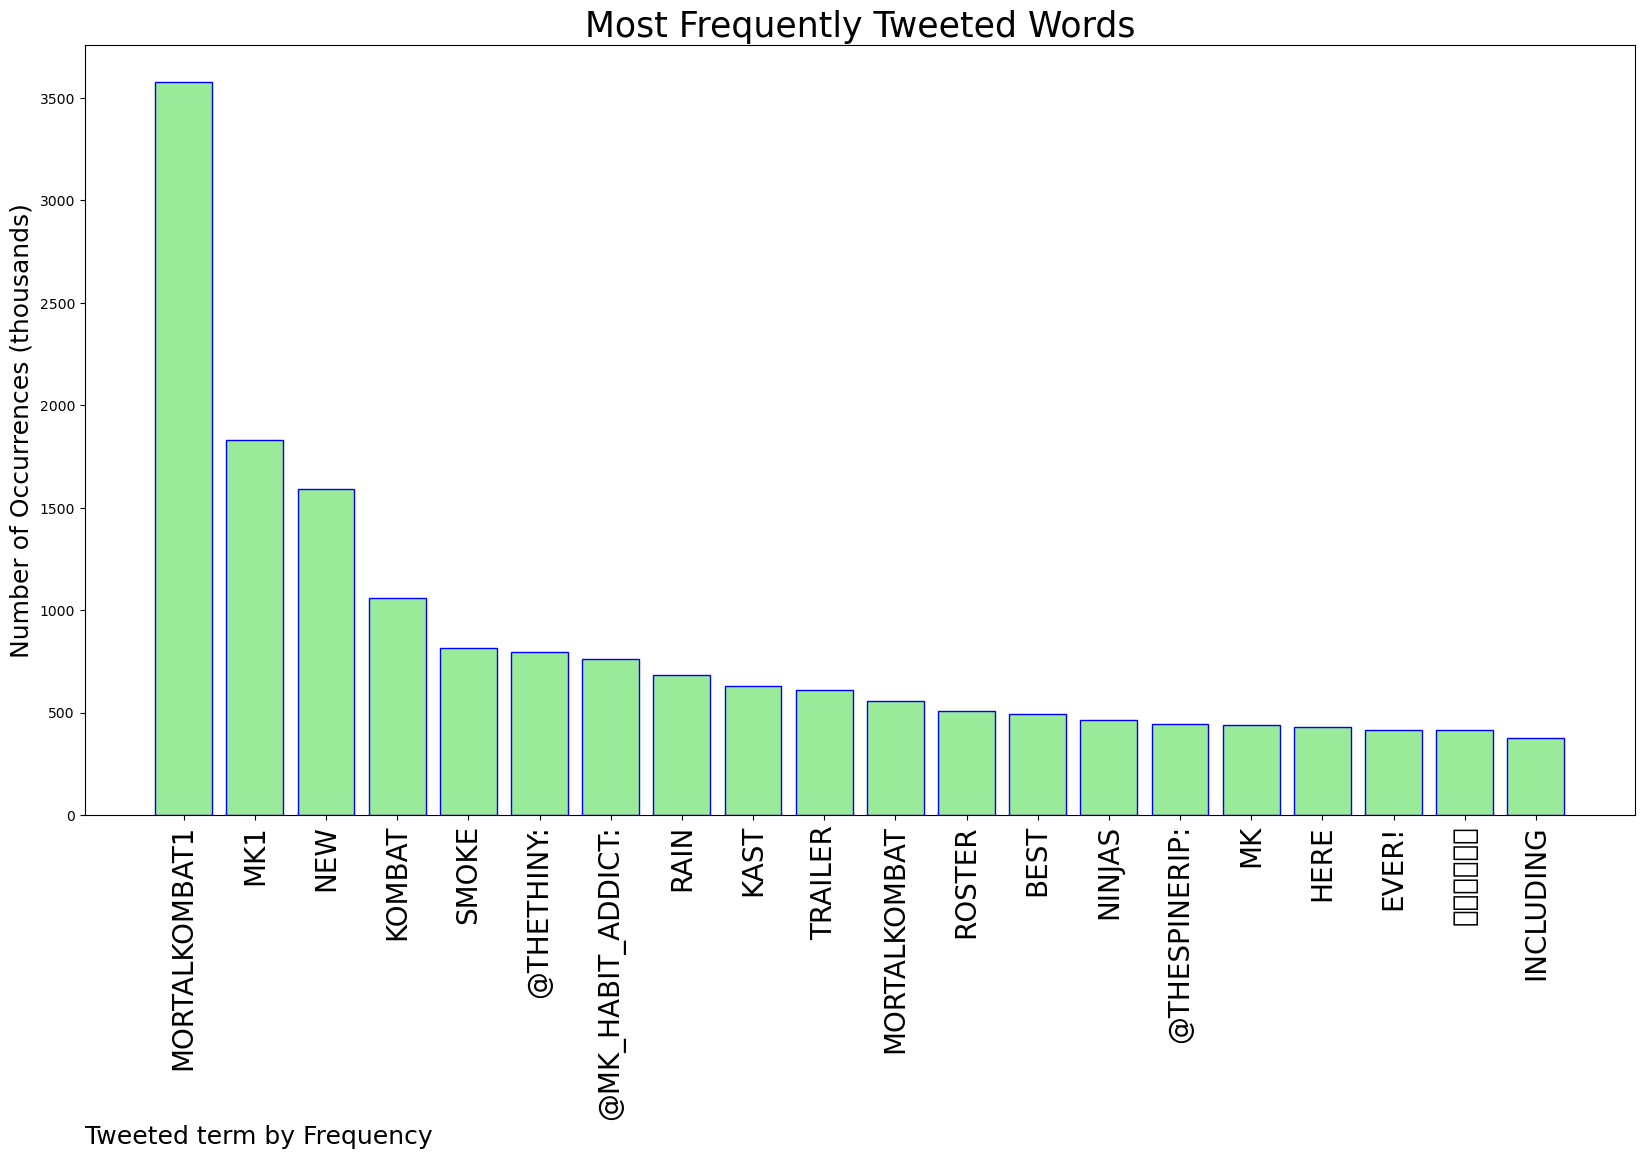 Most Frequently Tweeted Words
Number of Occurrences (thousands)
3500
3000
2500
2000
1500
1000
500
0
MORTALKOMBAT1
MK1
NEW
KOMBAT
SMOKE
@THETHINY:
@MK_HABIT_ADDICT:
RAIN
KAST
TRAILER
MORTALKOMBAT
ROSTER
BEST
NINJAS
@THESPINERIP:
MK
HERE
EVER!
INCLUDING
Tweeted term by Frequency